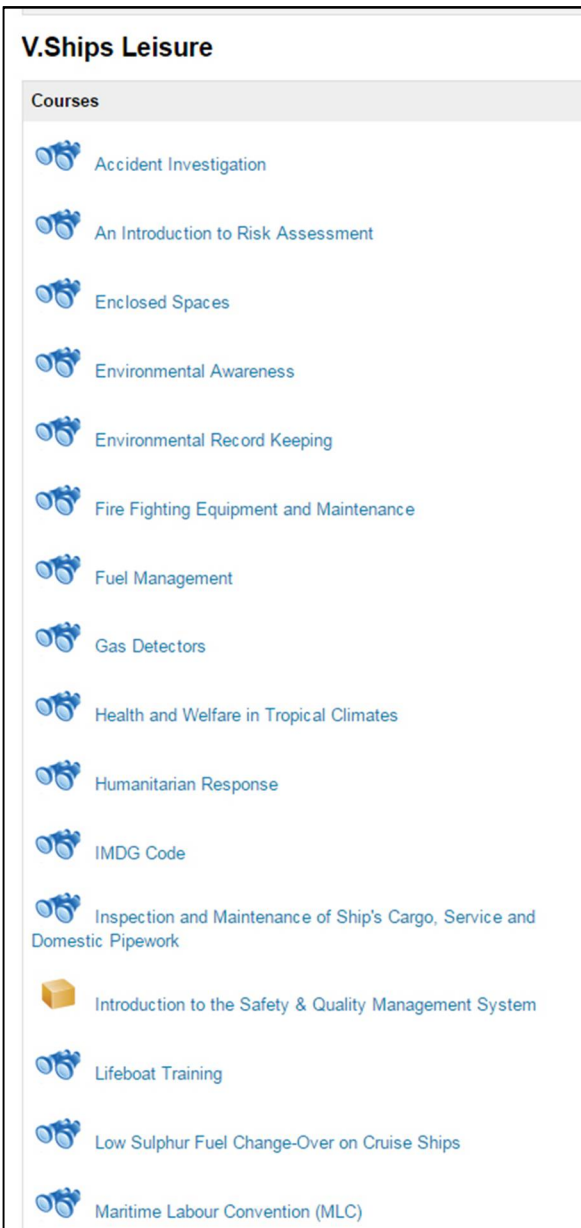 V.Ships Leisure
Courses
Accident Investigation
An Introduction to Risk Assessment
Enclosed Spaces
Environmental Awareness
Environmental Record Keeping
Fire Fighting Equipment and Maintenance
Fuel Management
Gas Detectors
Health and Welfare in Tropical Climates
Humanitarian Response
IMDG Code
Inspection and Maintenance of Ship's Cargo, Service and
Domestic Pipework
Introduction to the Safety & Quality Management System
Lifeboat Training
Low Sulphur Fuel Change-Over on Cruise Ships
Maritime Labour Convention (MLC)